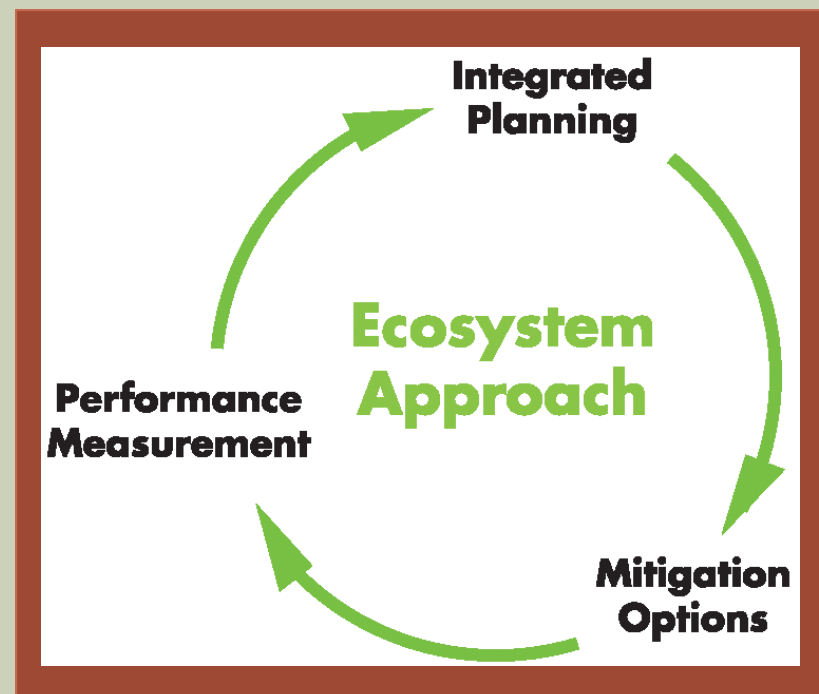 Integrated
Planning
Ecosystem
Approach
Performance
Measurement
Mitigation
Options